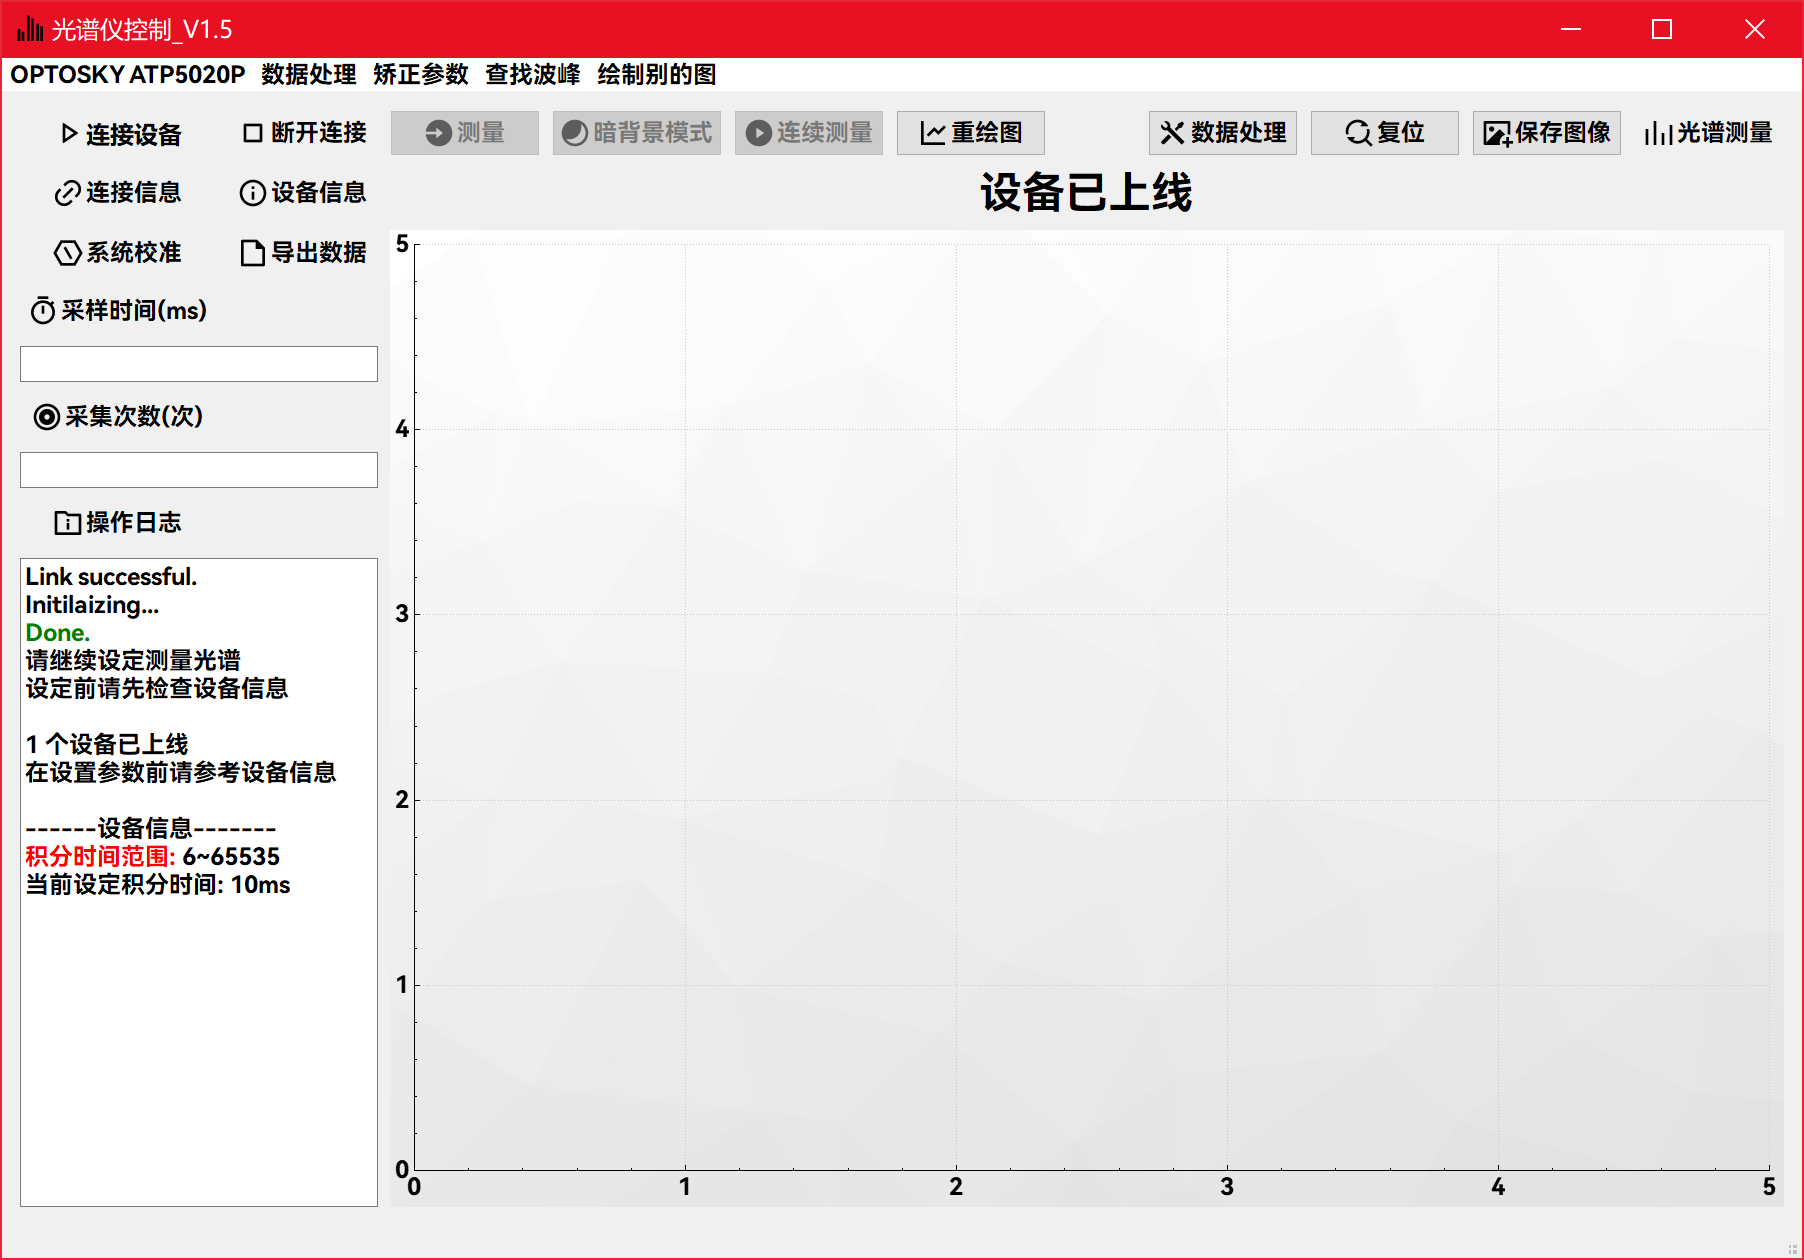 光谱仪控制_V1.5
OPTOSKY ATP5020P 数据处理 矫正参数 查找波峰 绘制别的图
连接设备 断开连接 测量 暗背景模式 连续测量 重绘图 数据处理 复位 保存图像 光谱测量
连接信息 设备信息
设备已上线
系统校准 导出数据
采样时间(ms)
采集次数(次)
操作日志
Link successful.
Initilaizing...
Done.
请继续设定测量光谱
设定前请先检查设备信息
1 个设备已上线
在设置参数前请参考设备信息
------设备信息-------
积分时间范围: 6~65535
当前设定积分时间: 10ms
5
4
3
2
1
0
0 1 2 3 4 5